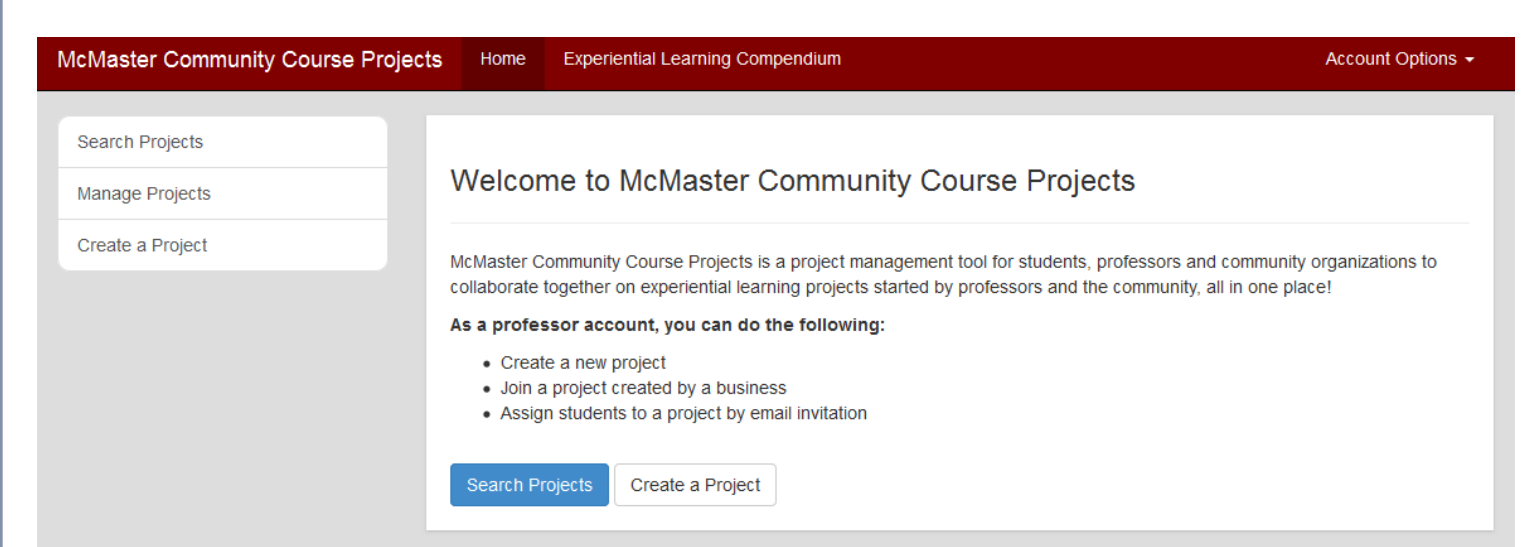 McMaster Community Course Projects Home Experiential Learning Compendium Account Options
Search Projects
Manage Projects
Create a Project
Welcome to McMaster Community Course Projects
McMaster Community Course Projects is a project management tool for students, professors and community organizations to
collaborate together on experiential learning projects started by professors and the community, all in one place!
As a professor account, you can do the following:
• Create a new project
• Join a project created by a business
• Assign students to a project by email invitation
Search Projects Create a Project